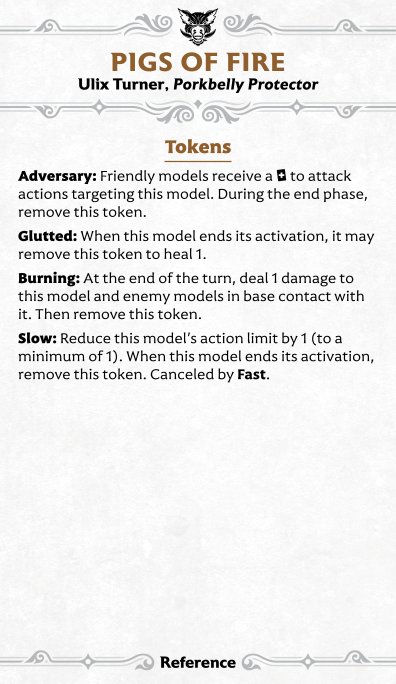 PIGS OF FIRE
Ulix Turner, Porkbelly Protector
Tokens
Adversary: Friendly models receive a + to attack
actions targeting this model. During the end phase,
remove this token.
Glutted: When this model ends its activation, it may
remove this token to heal 1.
Burning: At the end of the turn, deal 1 damage to
this model and enemy models in base contact with
it. Then remove this token.
Slow: Reduce this model’s action limit by 1 (to a
minimum of 1). When this model ends its activation,
remove this token. Canceled by Fast.
Reference